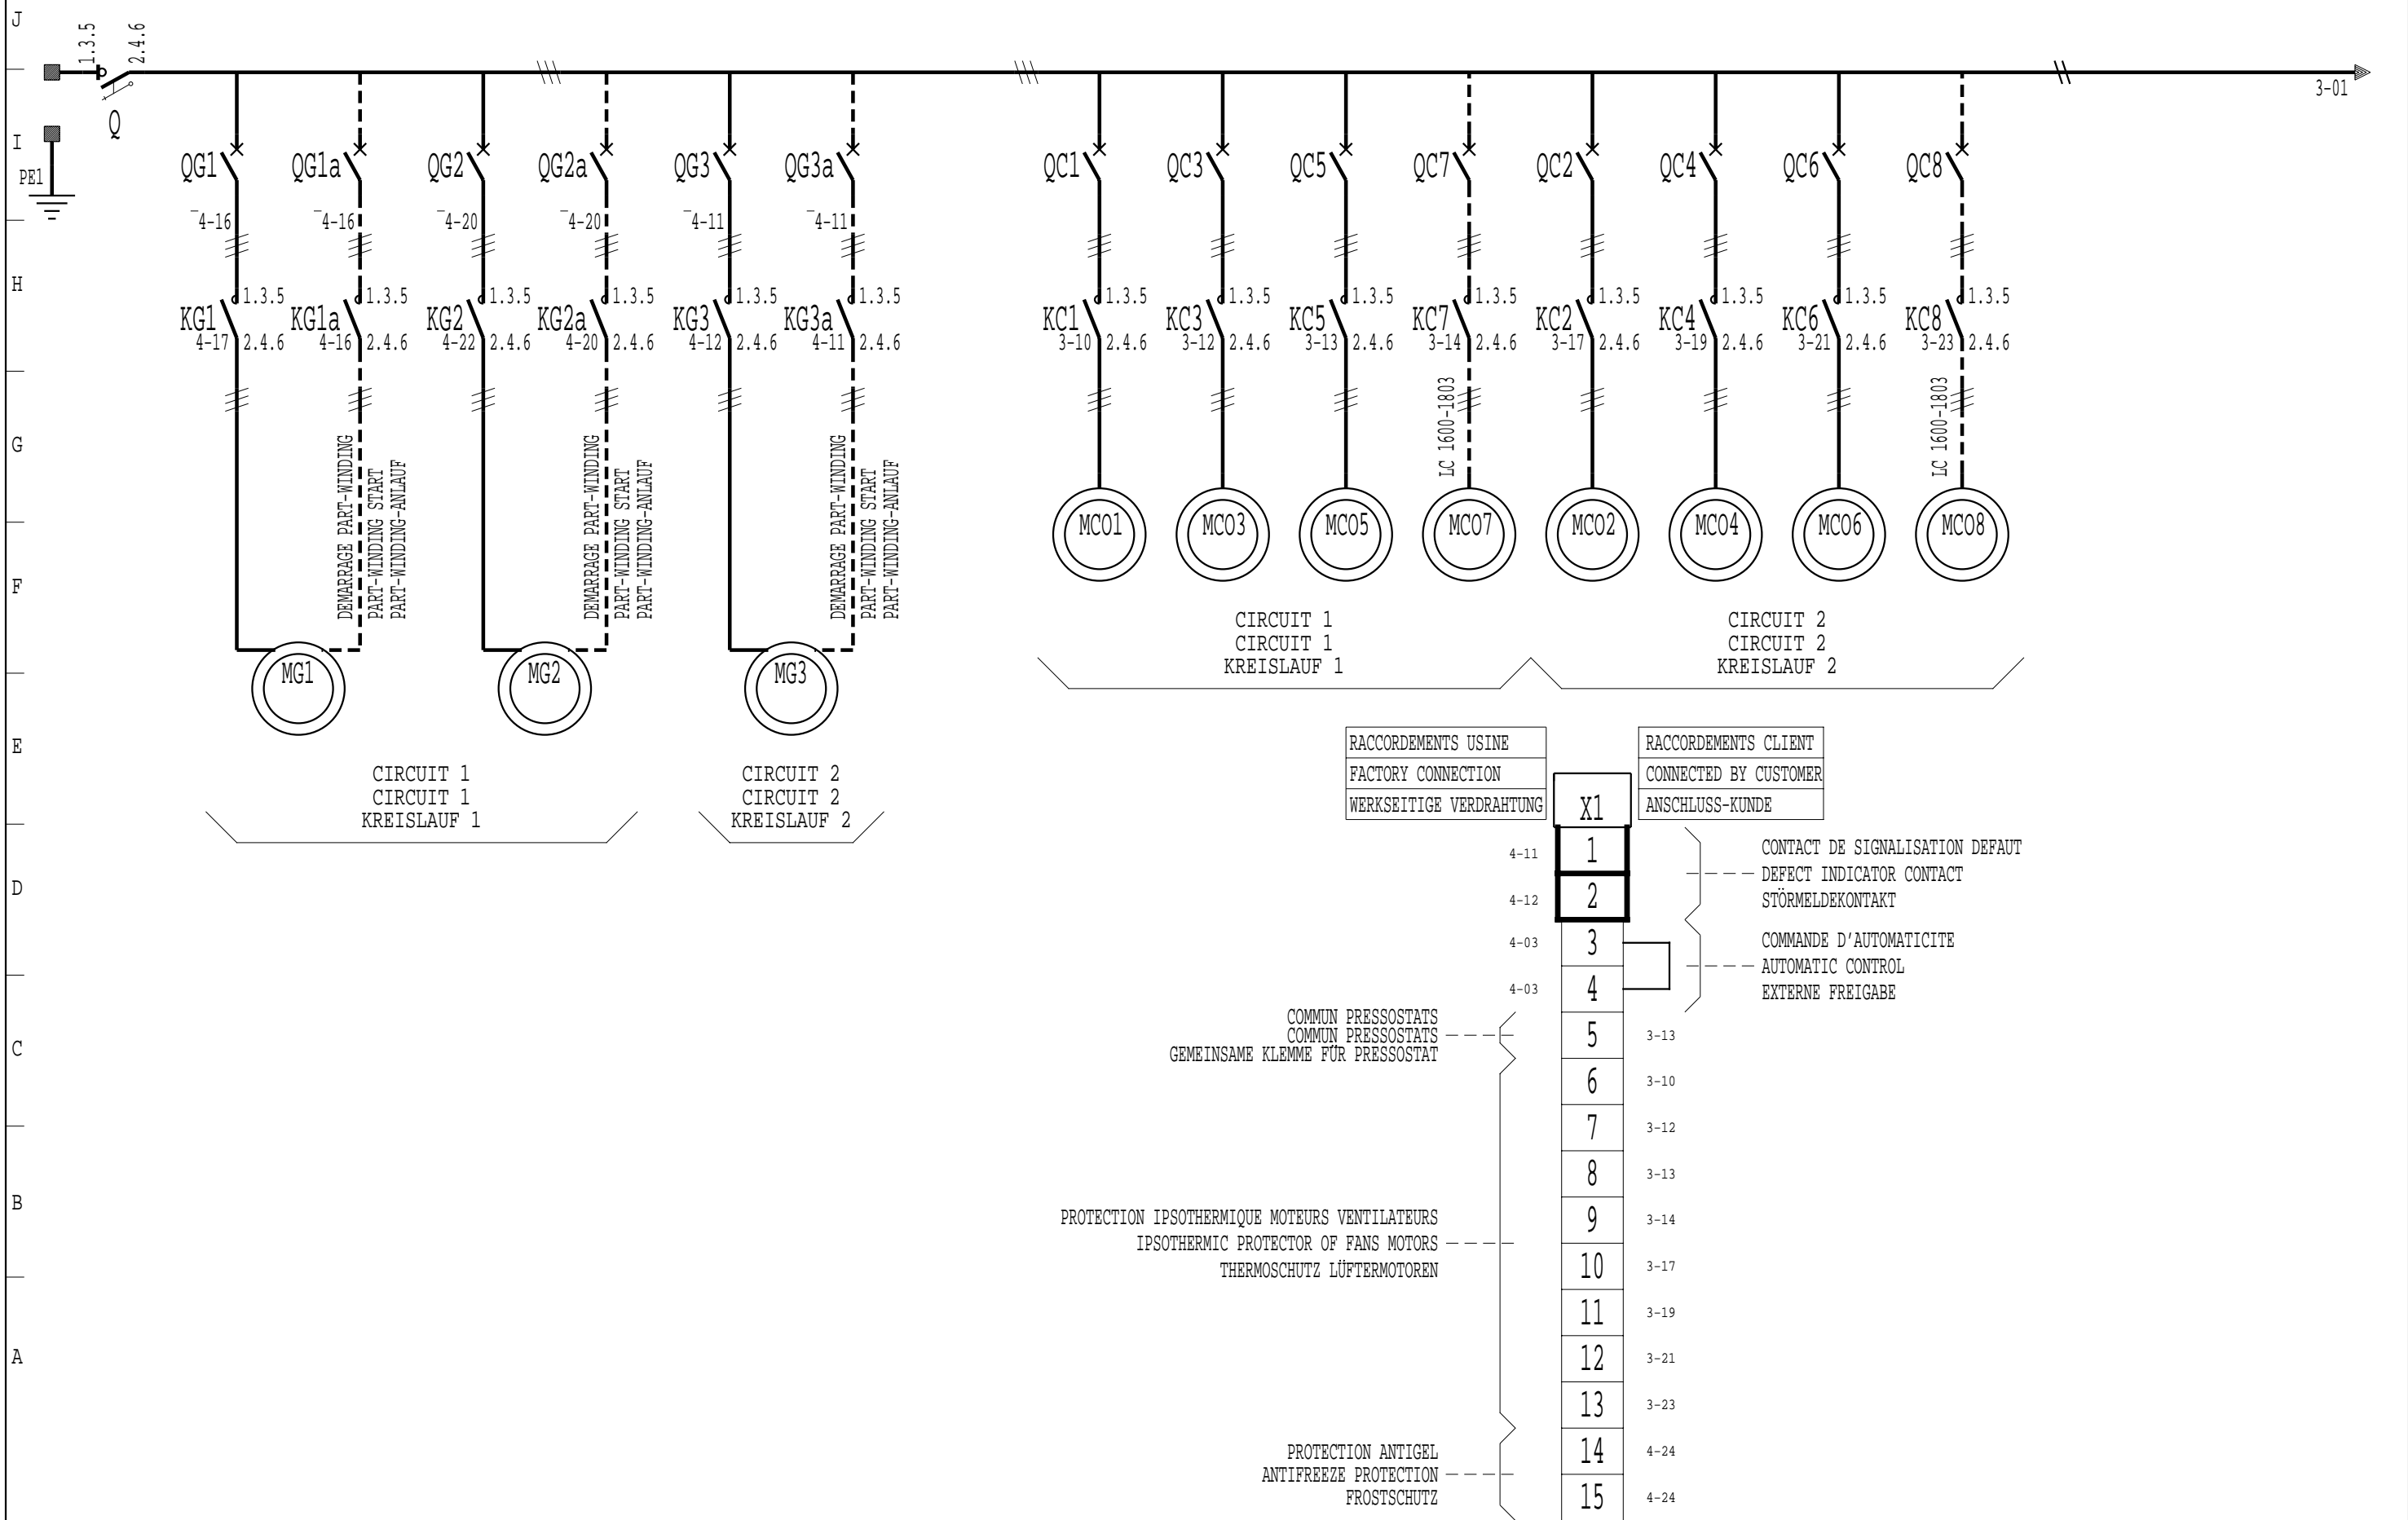 J
1.3.5
2.4.6
Q
3-01
I
PE1
QG1
QG1a
QG2
QG2a
QG3
QG3a
QC1
QC3
QC5
QC7
QC2
QC4
QC6
QC8
¯4-16
¯4-16
¯4-20
¯4-20
¯4-11
¯4-11
H
KG1 1.3.5
4-17 2.4.6
KG1a 1.3.5
4-16 2.4.6
KG2 1.3.5
4-22 2.4.6
KG2a 1.3.5
4-20 2.4.6
KG3 1.3.5
4-12 2.4.6
KG3a 1.3.5
4-11 2.4.6
KC1 1.3.5
3-10 2.4.6
KC3 1.3.5
3-12 2.4.6
KC5 1.3.5
3-13 2.4.6
KC7 1.3.5
3-14 2.4.6
KC2 1.3.5
3-17 2.4.6
KC4 1.3.5
3-19 2.4.6
KC6 1.3.5
3-21 2.4.6
KC8 1.3.5
3-23 2.4.6
G
DEMARRAGE PART-WINDING
PART-WINDING START
PART-WINDING-ANLAUF
DEMARRAGE PART-WINDING
PART-WINDING START
PART-WINDING-ANLAUF
DEMARRAGE PART-WINDING
PART-WINDING START
PART-WINDING-ANLAUF
LC 1600-1803
LC 1600-1803
MCO1
MCO3
MCO5
MCO7
MCO2
MCO4
MCO6
MCO8
F
CIRCUIT 1
CIRCUIT 1
KREISLAUF 1
CIRCUIT 2
CIRCUIT 2
KREISLAUF 2
MG1
MG2
MG3
E
CIRCUIT 1
CIRCUIT 1
KREISLAUF 1
CIRCUIT 2
CIRCUIT 2
KREISLAUF 2
RACCORDEMENTS USINE
FACTORY CONNECTION
WERKSEITIGE VERDRAHTUNG
X1
RACCORDEMENTS CLIENT
CONNECTED BY CUSTOMER
ANSCHLUSS-KUNDE
D
4-11 1
4-12 2
CONTACT DE SIGNALISATION DEFAUT
DEFECT INDICATOR CONTACT
STÖRMELDEKONTAKT
4-03 3
4-03 4
COMMANDE D'AUTOMATICITE
AUTOMATIC CONTROL
EXTERNE FREIGABE
C
COMMUN PRESSOSTATS
COMMUN PRESSOSTATS
GEMEINSAME KLEMME FÜR PRESSOSTAT
5 3-13
6 3-10
7 3-12
8 3-13
B
PROTECTION IPSOTHERMIQUE MOTEURS VENTILATEURS
IPSOTHERMIC PROTECTOR OF FANS MOTORS
THERMOSCHUTZ LÜFTERMOTOREN
9 3-14
10 3-17
11 3-19
A
12 3-21
13 3-23
PROTECTION ANTIGEL
ANTIFREEZE PROTECTION
FROSTSCHUTZ
14 4-24
15 4-24